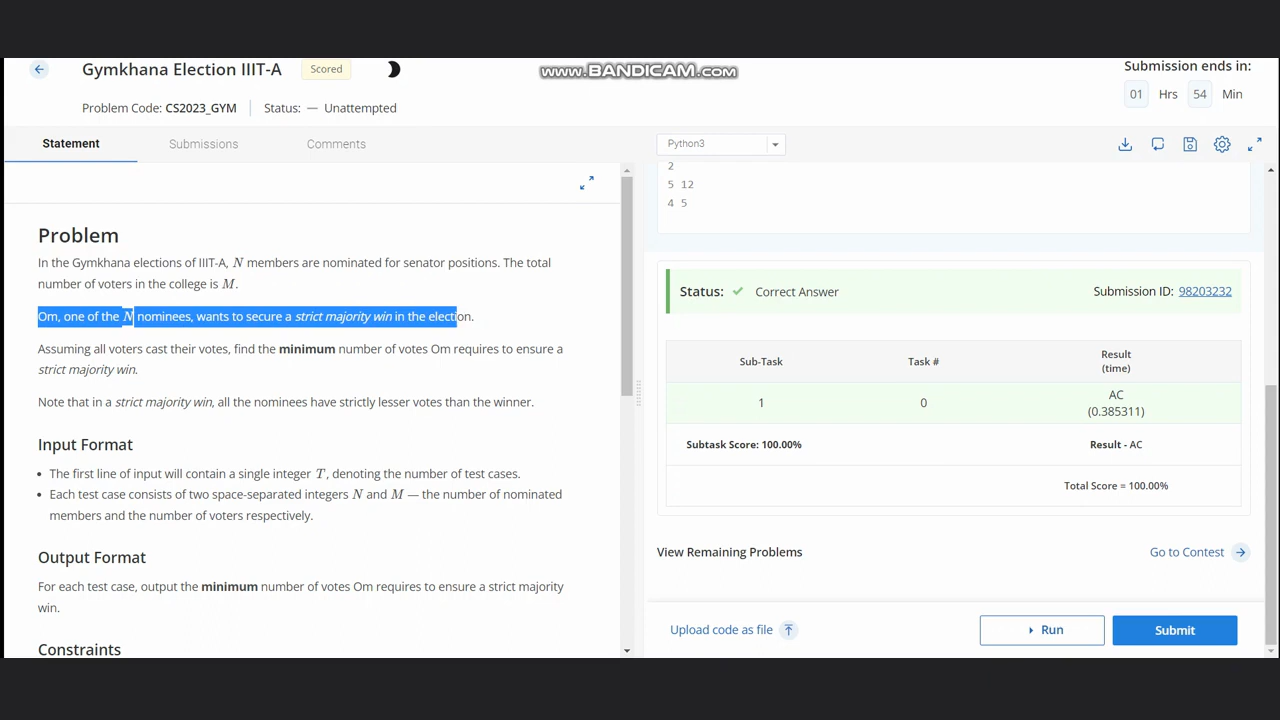 Gymkhana Election IIIT-A
Scored
www.BANDICAM.com
Submission ends in:
01 Hrs 54 Min
Problem Code: CS2023_GYM
Status: — Unattempted
Statement
Submissions
Comments
Python3
2
5 12
4 5
Problem
In the Gymkhana elections of IIIT-A, N members are nominated for senator positions. The total
number of voters in the college is M.
Om, one of the N nominees, wants to secure a strict majority win in the election.
Assuming all voters cast their votes, find the minimum number of votes Om requires to ensure a
strict majority win.
Note that in a strict majority win, all the nominees have strictly lesser votes than the winner.
Input Format
• The first line of input will contain a single integer T, denoting the number of test cases.
• Each test case consists of two space-separated integers N and M — the number of nominated
members and the number of voters respectively.
Output Format
For each test case, output the minimum number of votes Om requires to ensure a strict majority
win.
Constraints
Status: ✓ Correct Answer
Submission ID: 98203232
Sub-Task
Task #
Result
(time)
1
0
AC
(0.385311)
Subtask Score: 100.00%
Result - AC
Total Score = 100.00%
View Remaining Problems
Go to Contest
Upload code as file
Run
Submit